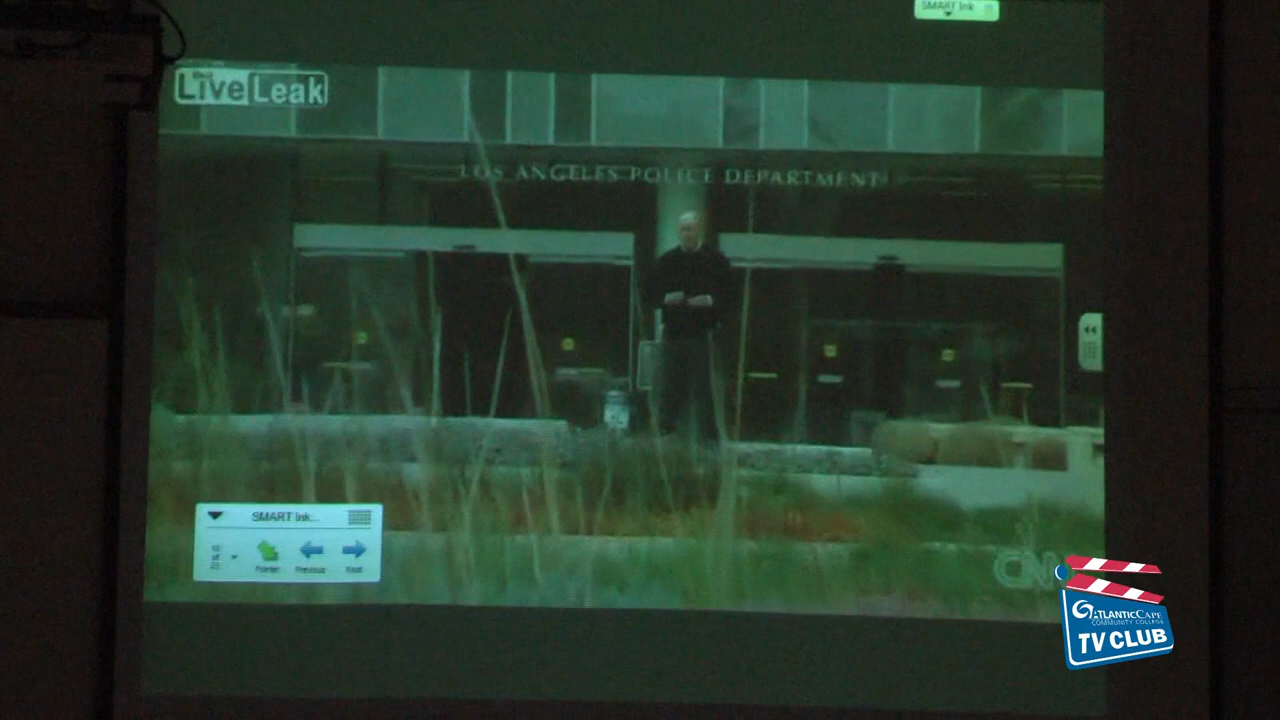 SMART Ink
LiveLeak
LOS ANGELES POLICE DEPARTMENT
SMART Ink...
Pointer Previous Next
CNN
ATLANTICCAPE
COMMUNITY COLLEGE
TV CLUB